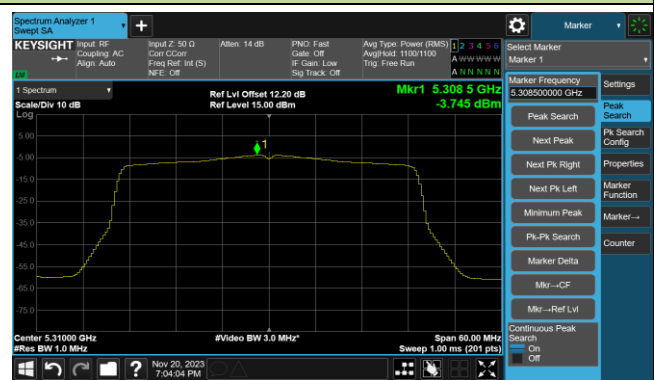 Spectrum Analyzer 1
Swept SA
+
Marker
KEYSIGHT
Input: RF
Coupling: AC
Align: Auto
Input Z: 50 Ω
Corr CCorr
Freq Ref: Int (S)
NFE: Off
Atten: 14 dB
PNO: Fast
Gate: Off
IF Gain: Low
Sig Track: Off
Avg Type: Power (RMS)
Avg|Hold: 1100/1100
Trig: Free Run
1 2 3 4 5 6
A W W W W W
A N N N N N
LV
Select Marker
Marker 1
1 Spectrum
Scale/Div 10 dB
Log
Ref Lvl Offset 12.20 dB
Ref Level 15.00 dBm
Mkr1 5.308 5 GHz
-3.745 dBm
5.00
-5.00
-15.0
-25.0
-35.0
-45.0
-55.0
-65.0
-75.0
1
Center 5.31000 GHz
#Res BW 1.0 MHz
#Video BW 3.0 MHz*
Span 60.00 MHz
Sweep 1.00 ms (201 pts)
Marker Frequency
5.308500000 GHz
Peak Search
Next Peak
Next Pk Right
Next Pk Left
Minimum Peak
Pk-Pk Search
Marker Delta
Mkr→CF
Mkr→Ref Lvl
Continuous Peak
Search
On
Off
Settings
Peak
Search
Pk Search
Config
Properties
Marker
Function
Marker→
Counter
?
Nov 20, 2023
7:04:04 PM